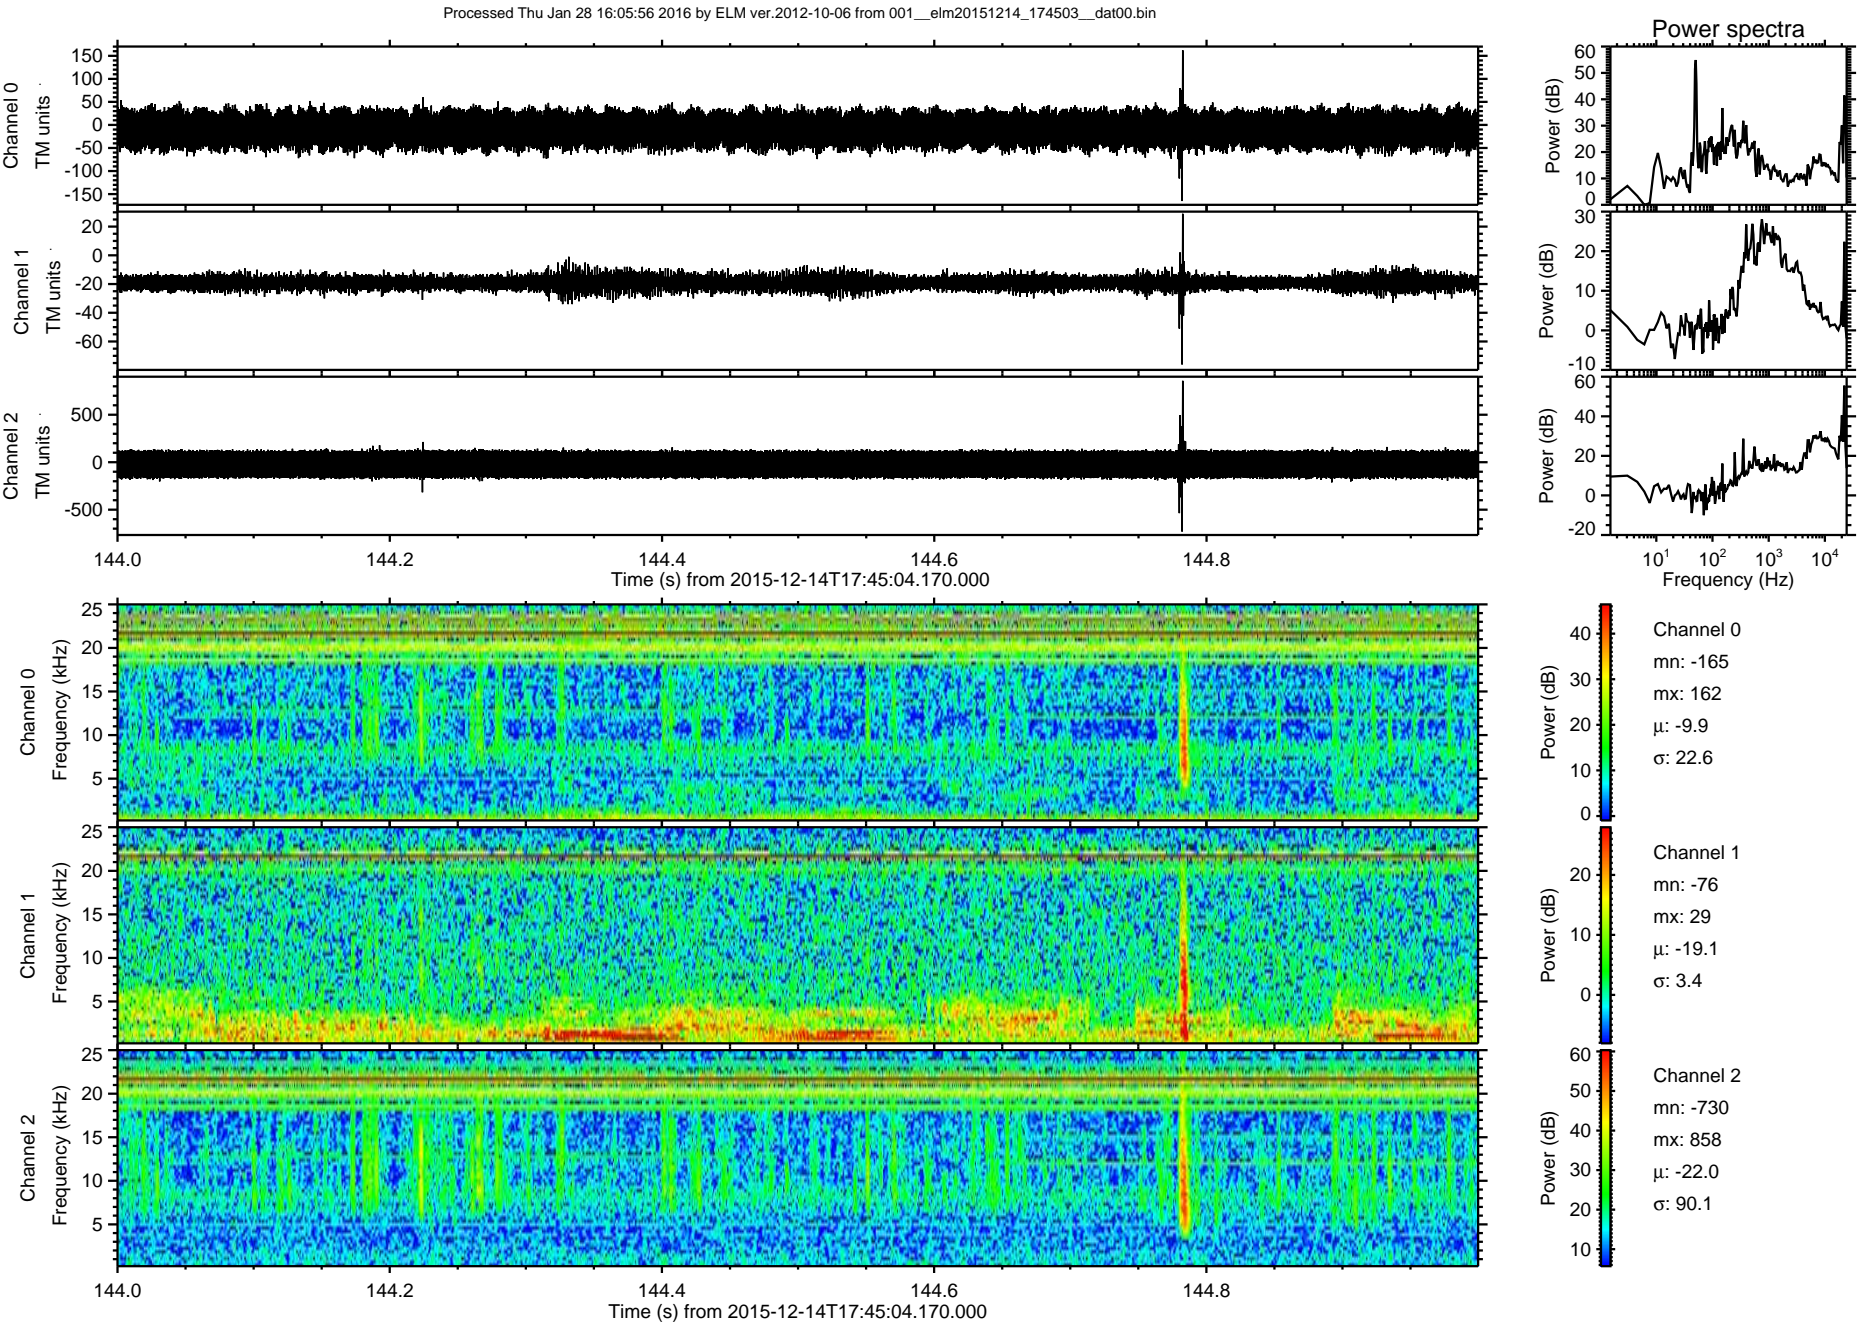 Processed Thu Jan 28 16:05:56 2016 by ELM ver.2012-10-06 from 001__elm20151214_174503__dat00.bin
Power spectra
Channel 0
TM units
150
100
50
0
-50
-100
-150
Power (dB)
60
50
40
30
20
10
0
Channel 1
TM units
20
0
-20
-40
-60
Power (dB)
30
20
10
0
-10
Channel 2
TM units
500
0
-500
Power (dB)
60
40
20
0
-20
144.0 144.2 144.4 144.6 144.8
Time (s) from 2015-12-14T17:45:04.170.000
10^1 10^2 10^3 10^4
Frequency (Hz)
Channel 0
Frequency (kHz)
25
20
15
10
5
Power (dB)
40
30
20
10
0
Channel 0
mn: -165
mx: 162
μ: -9.9
σ: 22.6
Channel 1
Frequency (kHz)
25
20
15
10
5
Power (dB)
20
10
0
Channel 1
mn: -76
mx: 29
μ: -19.1
σ: 3.4
Channel 2
Frequency (kHz)
25
20
15
10
5
Power (dB)
60
50
40
30
20
10
Channel 2
mn: -730
mx: 858
μ: -22.0
σ: 90.1
144.0 144.2 144.4 144.6 144.8
Time (s) from 2015-12-14T17:45:04.170.000